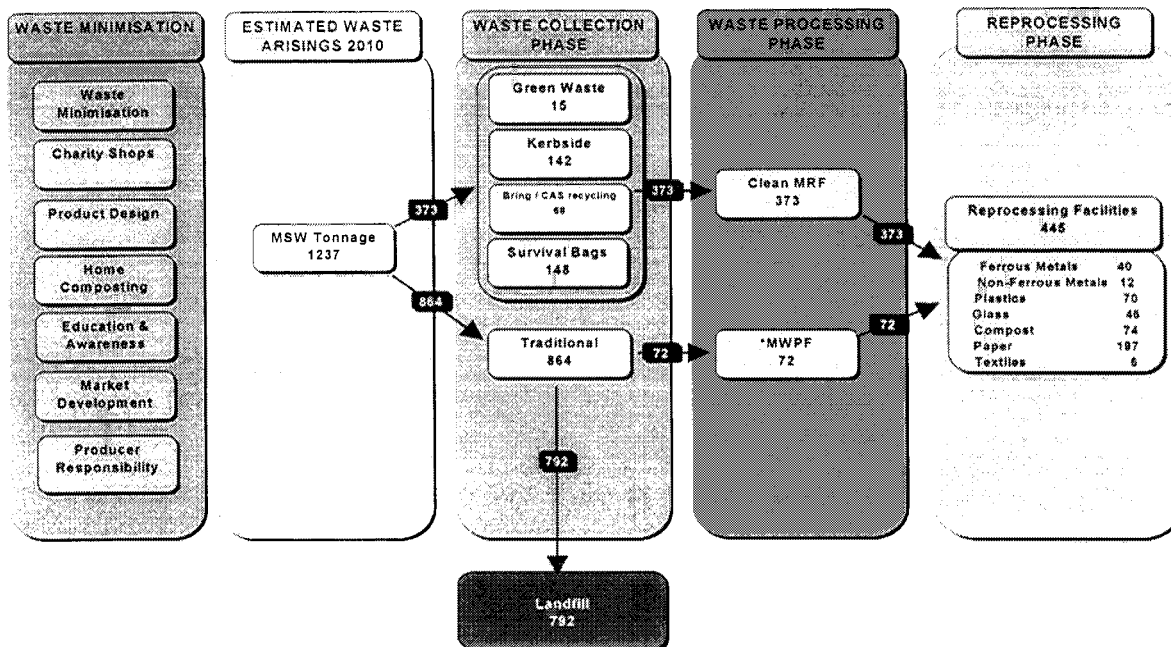 WASTE MINIMISATION
Waste
Minimisation
Charity Shops
Product Design
Home
Composting
Education &
Awareness
Market
Development
Producer
Responsibility
ESTIMATED WASTE
ARISINGS 2010
MSW Tonnage
1237
373
864
WASTE COLLECTION
PHASE
Green Waste
15
Kerbside
142
Bring / CAS recycling
68
Survival Bags
148
Traditional
864
373
72
792
Landfill
792
WASTE PROCESSING
PHASE
Clean MRF
373
*MWPF
72
373
72
REPROCESSING
PHASE
Reprocessing Facilities
445
Ferrous Metals 40
Non-Ferrous Metals 12
Plastics 70
Glass 46
Compost 74
Paper 197
Textiles 6